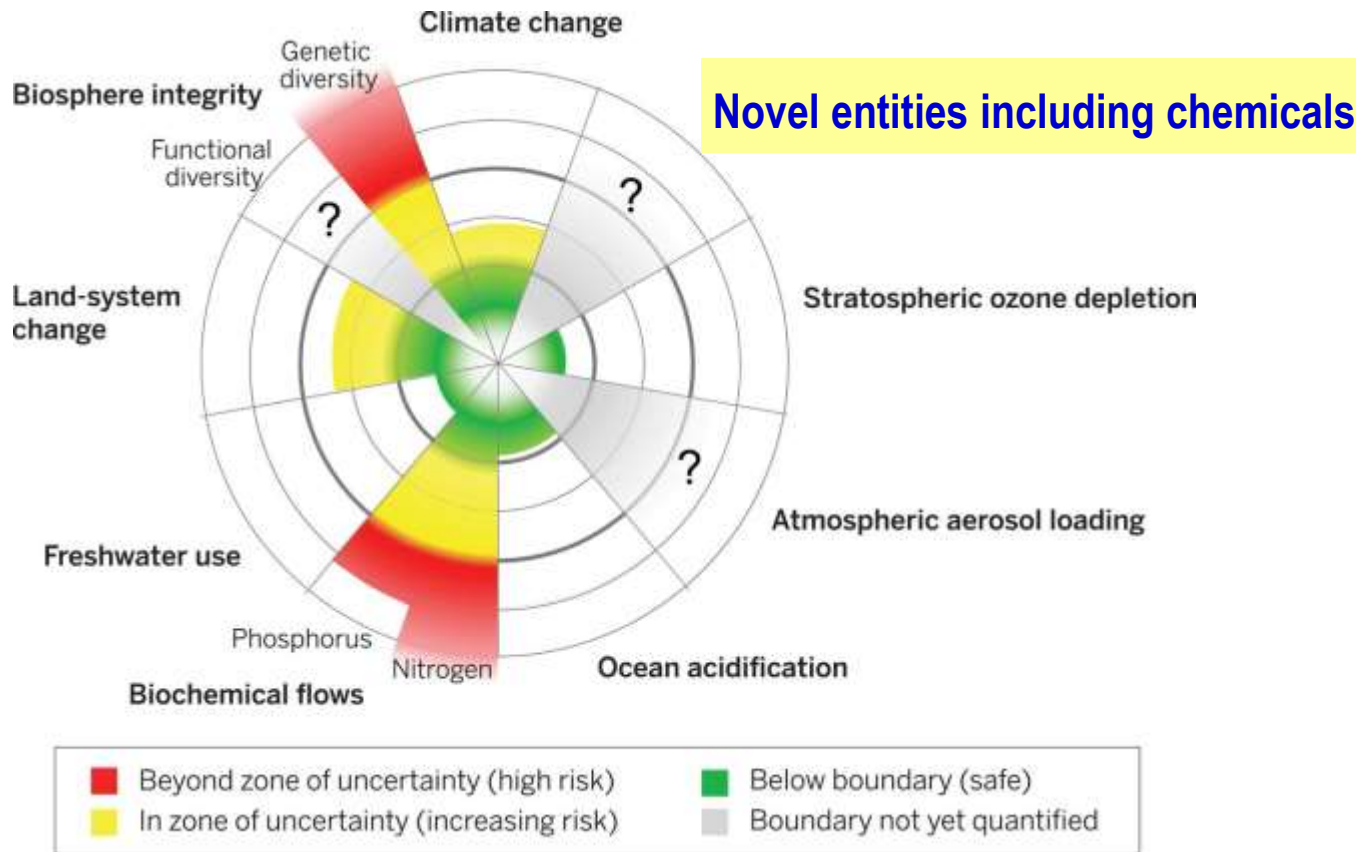 Climate change
Genetic
diversity
Biosphere integrity
Novel entities including chemicals
Functional
diversity
?
?
Land-system
change
Stratospheric ozone depletion
?
Atmospheric aerosol loading
Freshwater use
Phosphorus
Nitrogen
Ocean acidification
Biochemical flows
Beyond zone of uncertainty (high risk)
In zone of uncertainty (increasing risk)
Below boundary (safe)
Boundary not yet quantified